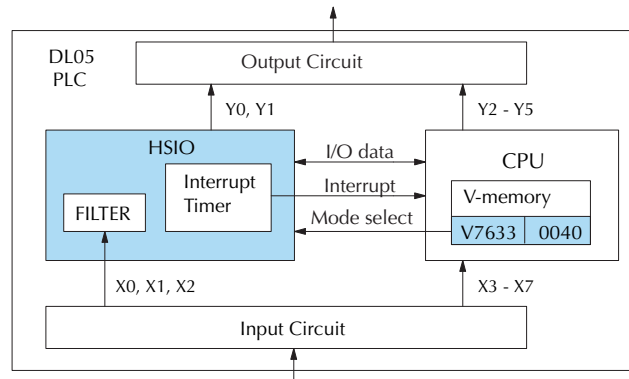 DL05
PLC
Output Circuit
Y0, Y1
Y2 - Y5
HSIO
CPU
I/O data
Interrupt
Timer
Interrupt
V-memory
FILTER
Mode select
V7633 0040
X0, X1, X2
X3 - X7
Input Circuit